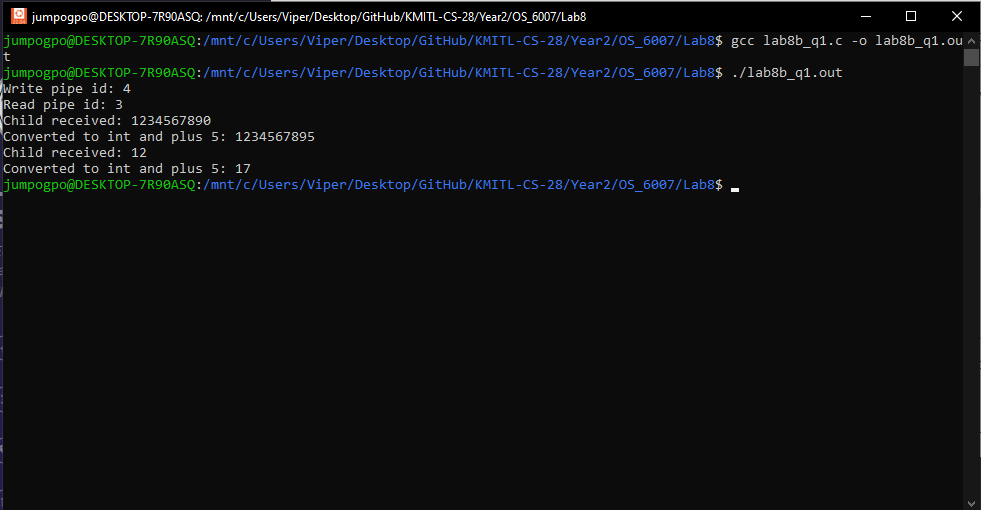 jumpogpo@DESKTOP-7R90ASQ: /mnt/c/Users/Viper/Desktop/GitHub/KMITL-CS-28/Year2/OS_6007/Lab8
jumpogpo@DESKTOP-7R90ASQ:/mnt/c/Users/Viper/Desktop/GitHub/KMITL-CS-28/Year2/OS_6007/Lab8$ gcc lab8b_q1.c -o lab8b_q1.ou
t
jumpogpo@DESKTOP-7R90ASQ:/mnt/c/Users/Viper/Desktop/GitHub/KMITL-CS-28/Year2/OS_6007/Lab8$ ./lab8b_q1.out
Write pipe id: 4
Read pipe id: 3
Child received: 1234567890
Converted to int and plus 5: 1234567895
Child received: 12
Converted to int and plus 5: 17
jumpogpo@DESKTOP-7R90ASQ:/mnt/c/Users/Viper/Desktop/GitHub/KMITL-CS-28/Year2/OS_6007/Lab8$